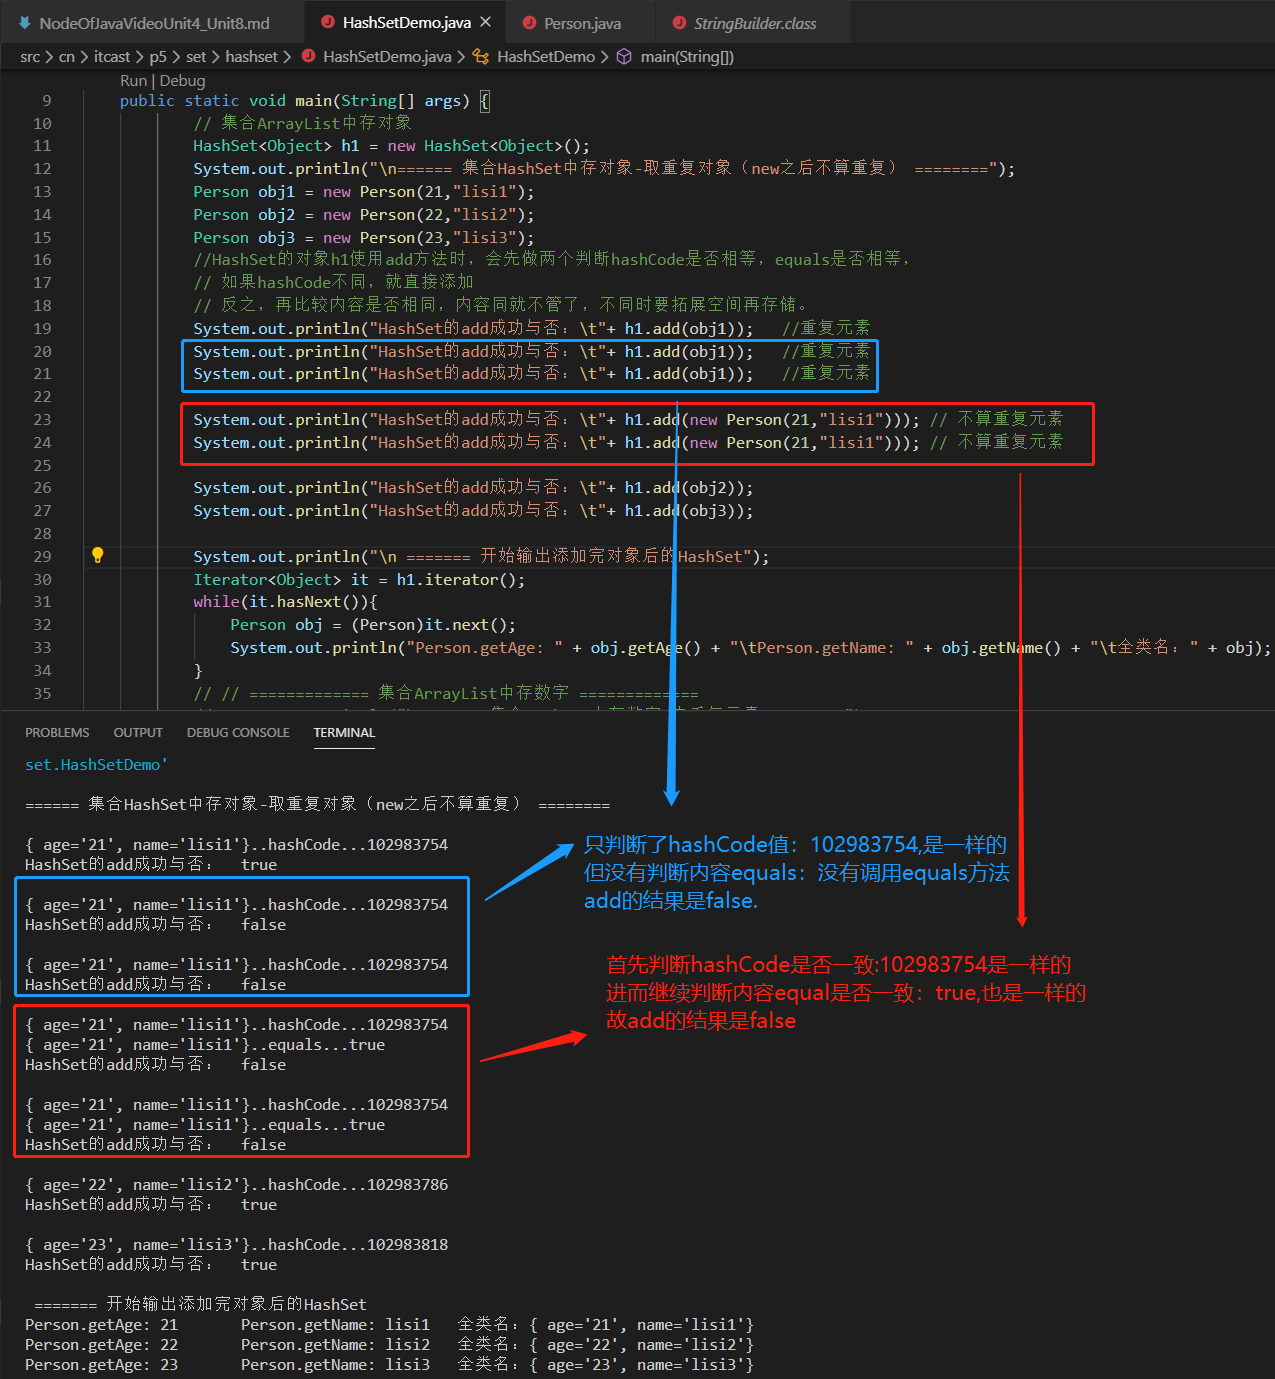 NodeOfJavaVideoUnit4_Unit8.md HashSetDemo.java × Person.java StringBuilder.class
src > cn > itcast > p5 > set > hashset > HashSetDemo.java > HashSetDemo > main(String[])
Run | Debug
9 public static void main(String[] args) {
10 // 集合ArrayList中存对象
11 HashSet<Object> h1 = new HashSet<Object>();
12 System.out.println("\n====== 集合HashSet中存对象-取重复对象（new之后不算重复） ========");
13 Person obj1 = new Person(21,"lisi1");
14 Person obj2 = new Person(22,"lisi2");
15 Person obj3 = new Person(23,"lisi3");
16 //HashSet的对象h1使用add方法时，会先做两个判断hashCode是否相等，equals是否相等，
17 // 如果hashCode不同，就直接添加
18 // 反之，再比较内容是否相同，内容同就不管了，不同时要拓展空间再存储。
19 System.out.println("HashSet的add成功与否：\t"+ h1.add(obj1)); //重复元素
20 System.out.println("HashSet的add成功与否：\t"+ h1.add(obj1)); //重复元素
21 System.out.println("HashSet的add成功与否：\t"+ h1.add(obj1)); //重复元素
22
23 System.out.println("HashSet的add成功与否：\t"+ h1.add(new Person(21,"lisi1"))); // 不算重复元素
24 System.out.println("HashSet的add成功与否：\t"+ h1.add(new Person(21,"lisi1"))); // 不算重复元素
25
26 System.out.println("HashSet的add成功与否：\t"+ h1.add(obj2));
27 System.out.println("HashSet的add成功与否：\t"+ h1.add(obj3));
28
29 System.out.println("\n ======= 开始输出添加完对象后的HashSet");
30 Iterator<Object> it = h1.iterator();
31 while(it.hasNext()){
32 Person obj = (Person)it.next();
33 System.out.println("Person.getAge: " + obj.getAge() + "\tPerson.getName: " + obj.getName() + "\t全类名：" + obj);
34 }
35 // // ============= 集合ArrayList中存数字 =============
PROBLEMS OUTPUT DEBUG CONSOLE TERMINAL
set.HashSetDemo'
====== 集合HashSet中存对象-取重复对象（new之后不算重复） ========
{ age='21', name='lisi1'}..hashCode...102983754
HashSet的add成功与否： true
{ age='21', name='lisi1'}..hashCode...102983754
HashSet的add成功与否： false
{ age='21', name='lisi1'}..hashCode...102983754
HashSet的add成功与否： false
只判断了hashCode值：102983754,是一样的
但没有判断内容equals：没有调用equals方法
add的结果是false.
{ age='21', name='lisi1'}..hashCode...102983754
{ age='21', name='lisi1'}..equals...true
HashSet的add成功与否： false
{ age='21', name='lisi1'}..hashCode...102983754
{ age='21', name='lisi1'}..equals...true
HashSet的add成功与否： false
首先判断hashCode是否一致:102983754是一样的
进而继续判断内容equal是否一致：true,也是一样的
故add的结果是false
{ age='22', name='lisi2'}..hashCode...102983786
HashSet的add成功与否： true
{ age='23', name='lisi3'}..hashCode...102983818
HashSet的add成功与否： true
======= 开始输出添加完对象后的HashSet
Person.getAge: 21 Person.getName: lisi1 全类名：{ age='21', name='lisi1'}
Person.getAge: 22 Person.getName: lisi2 全类名：{ age='22', name='lisi2'}
Person.getAge: 23 Person.getName: lisi3 全类名：{ age='23', name='lisi3'}